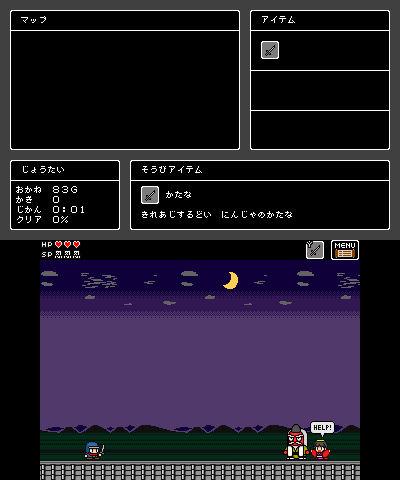 マップ
アイテム
じょうたい
おかね 83G
かぎ 0
じかん 0:01
クリア 0%
そうびアイテム
かたな
きれあじするどい にんじゃのかたな
HP
SP
Y
MENU
HELP!